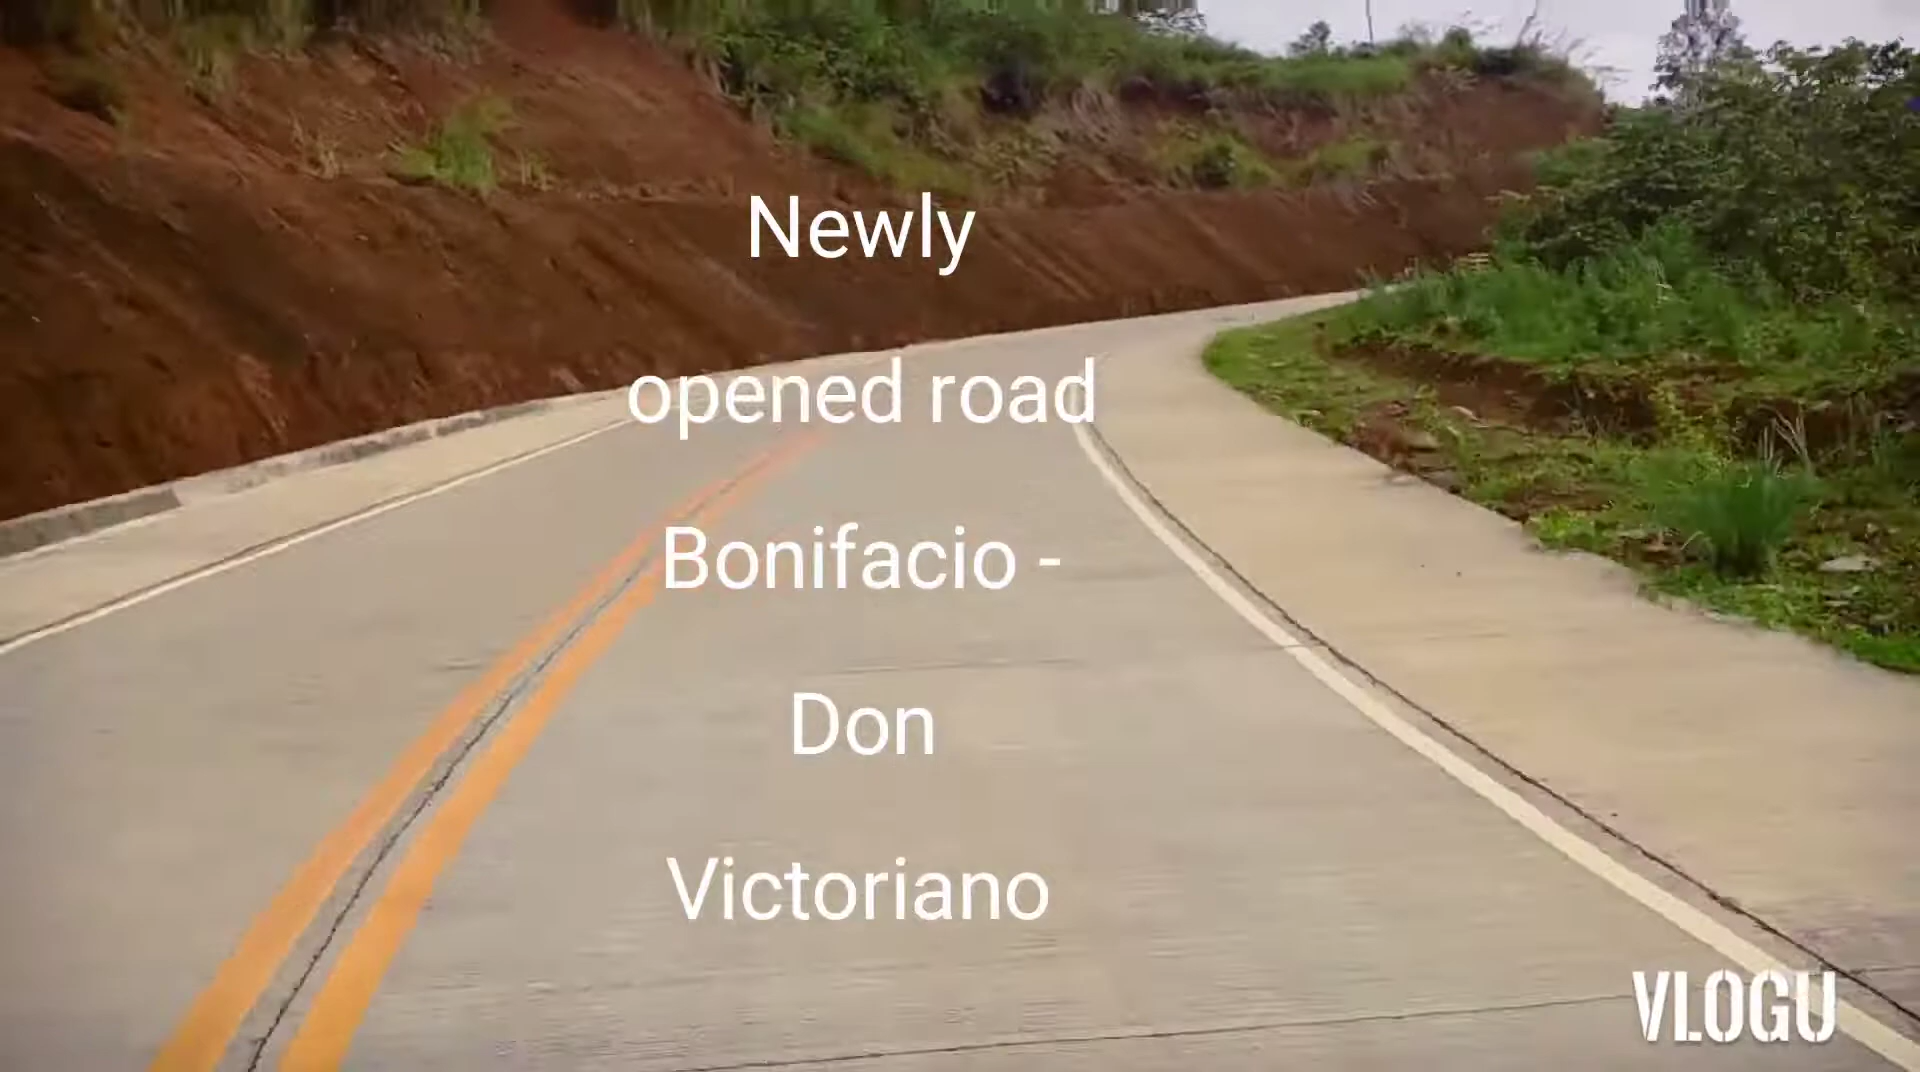 Newly
opened road
Bonifacio -
Don
Victoriano
VLOGU